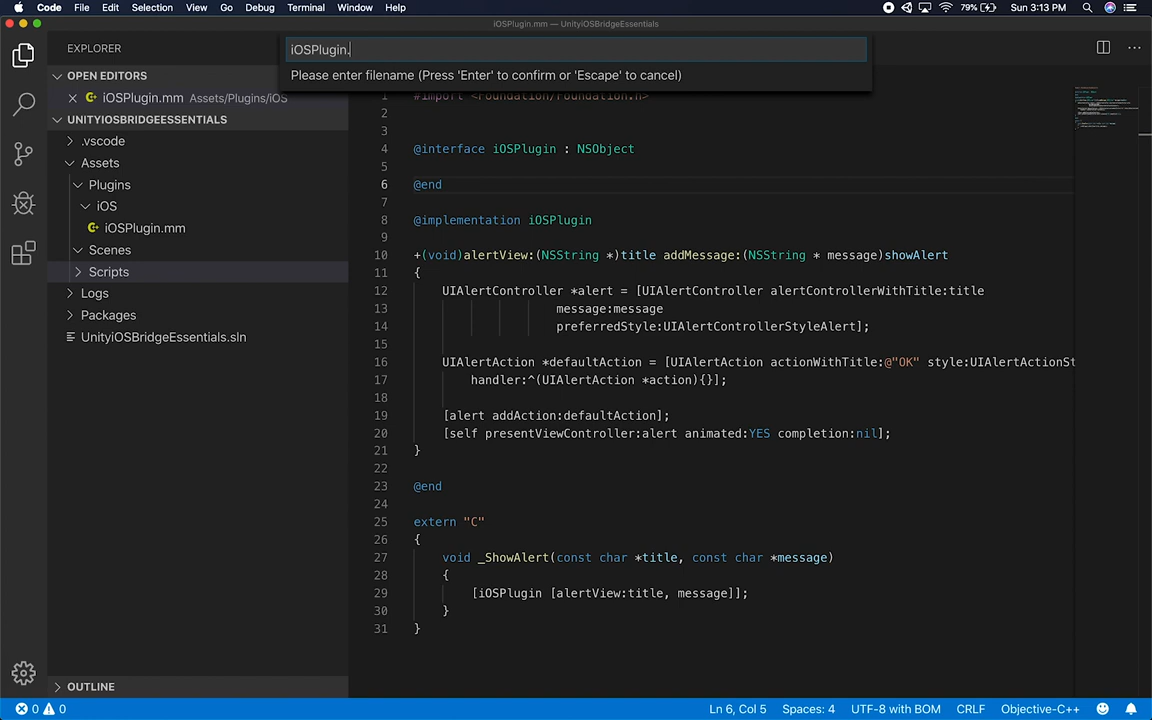 Code File Edit Selection View Go Debug Terminal Window Help 79% Sun 3:13 PM
iOSPlugin.mm — UnityiOSBridgeEssentials
EXPLORER
iOSPlugin.
Please enter filename (Press 'Enter' to confirm or 'Escape' to cancel)
OPEN EDITORS
iOSPlugin.mm Assets/Plugins/iOS
UNITYIOSBRIDGEESSENTIALS
.vscode
Assets
Plugins
iOS
iOSPlugin.mm
Scenes
Scripts
Logs
Packages
UnityiOSBridgeEssentials.sln
OUTLINE
1 #import <Foundation/Foundation.h>
2
3
4 @interface iOSPlugin : NSObject
5
6 @end
7
8 @implementation iOSPlugin
9
10 +(void)alertView:(NSString *)title addMessage:(NSString * message)showAlert
11 {
12 UIAlertController *alert = [UIAlertController alertControllerWithTitle:title
13 message:message
14 preferredStyle:UIAlertControllerStyleAlert];
15
16 UIAlertAction *defaultAction = [UIAlertAction actionWithTitle:@"OK" style:UIAlertActionSt
17 handler:^(UIAlertAction *action){}];
18
19 [alert addAction:defaultAction];
20 [self presentViewController:alert animated:YES completion:nil];
21 }
22
23 @end
24
25 extern "C"
26 {
27 void _ShowAlert(const char *title, const char *message)
28 {
29 [iOSPlugin [alertView:title, message]];
30 }
31 }
0 0 Ln 6, Col 5 Spaces: 4 UTF-8 with BOM CRLF Objective-C++